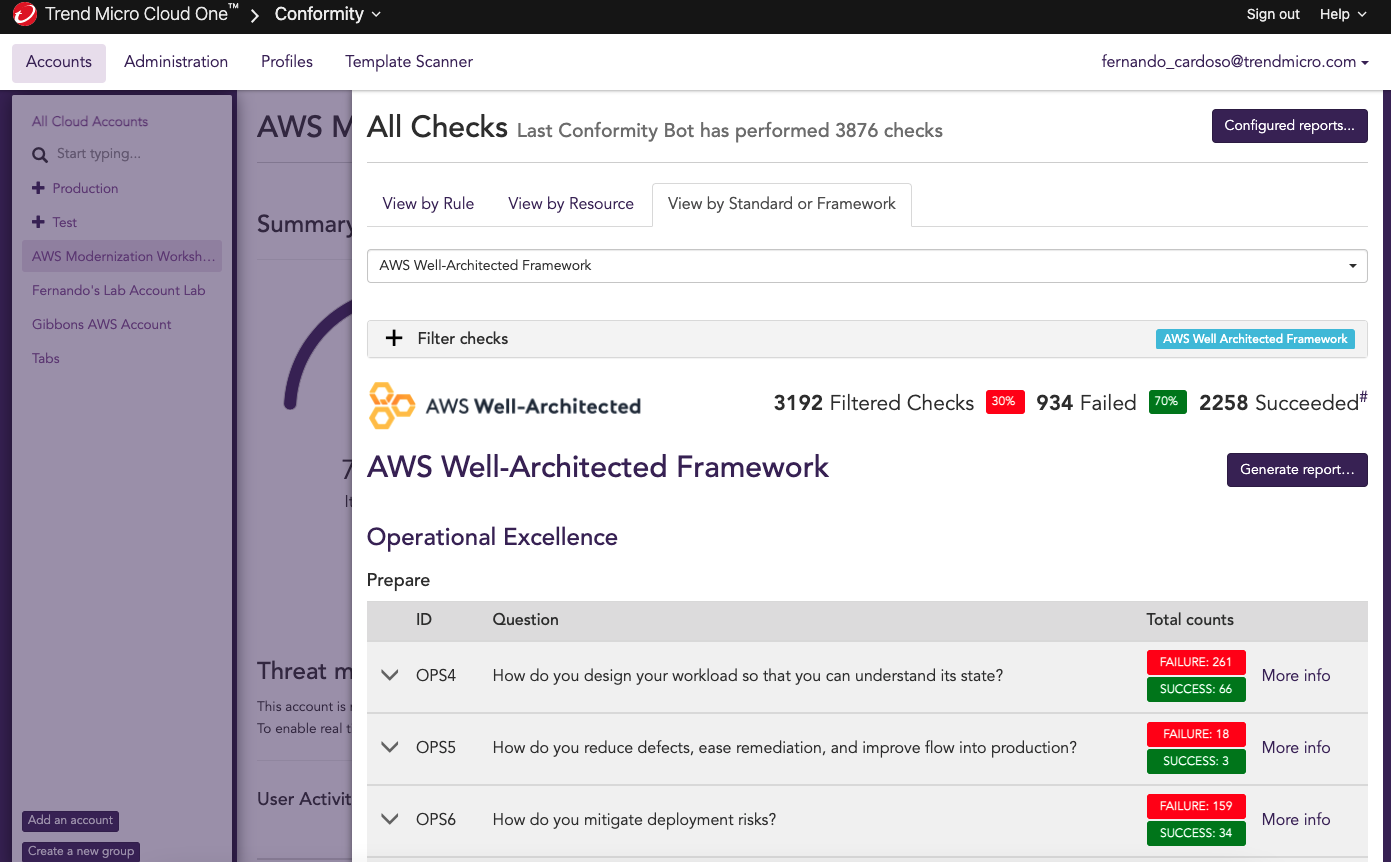 Trend Micro Cloud One™ Conformity
Sign out Help
Accounts Administration Profiles Template Scanner
fernando_cardoso@trendmicro.com
All Cloud Accounts
Start typing...
Production
Test
AWS Modernization Worksh...
Fernando's Lab Account Lab
Gibbons AWS Account
Tabs
Add an account
Create a new group
AWS M
Summary
7
It
Threat m
This account is
To enable real t
User Activit
All Checks Last Conformity Bot has performed 3876 checks
Configured reports...
View by Rule View by Resource View by Standard or Framework
AWS Well-Architected Framework
Filter checks AWS Well Architected Framework
AWS Well-Architected
3192 Filtered Checks 30% 934 Failed 70% 2258 Succeeded#
AWS Well-Architected Framework
Generate report...
Operational Excellence
Prepare
ID Question Total counts
OPS4 How do you design your workload so that you can understand its state? FAILURE: 261 SUCCESS: 66 More info
OPS5 How do you reduce defects, ease remediation, and improve flow into production? FAILURE: 18 SUCCESS: 3 More info
OPS6 How do you mitigate deployment risks? FAILURE: 159 SUCCESS: 34 More info